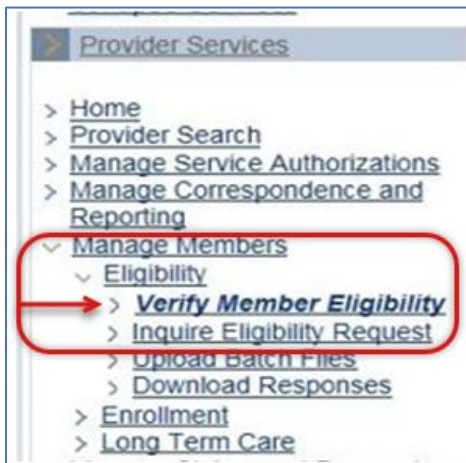 Provider Services
> Home
> Provider Search
> Manage Service Authorizations
> Manage Correspondence and
Reporting
Manage Members
Eligibility
> Verify Member Eligibility
> Inquire Eligibility Request
> Upload Batch Files
> Download Responses
> Enrollment
> Long Term Care